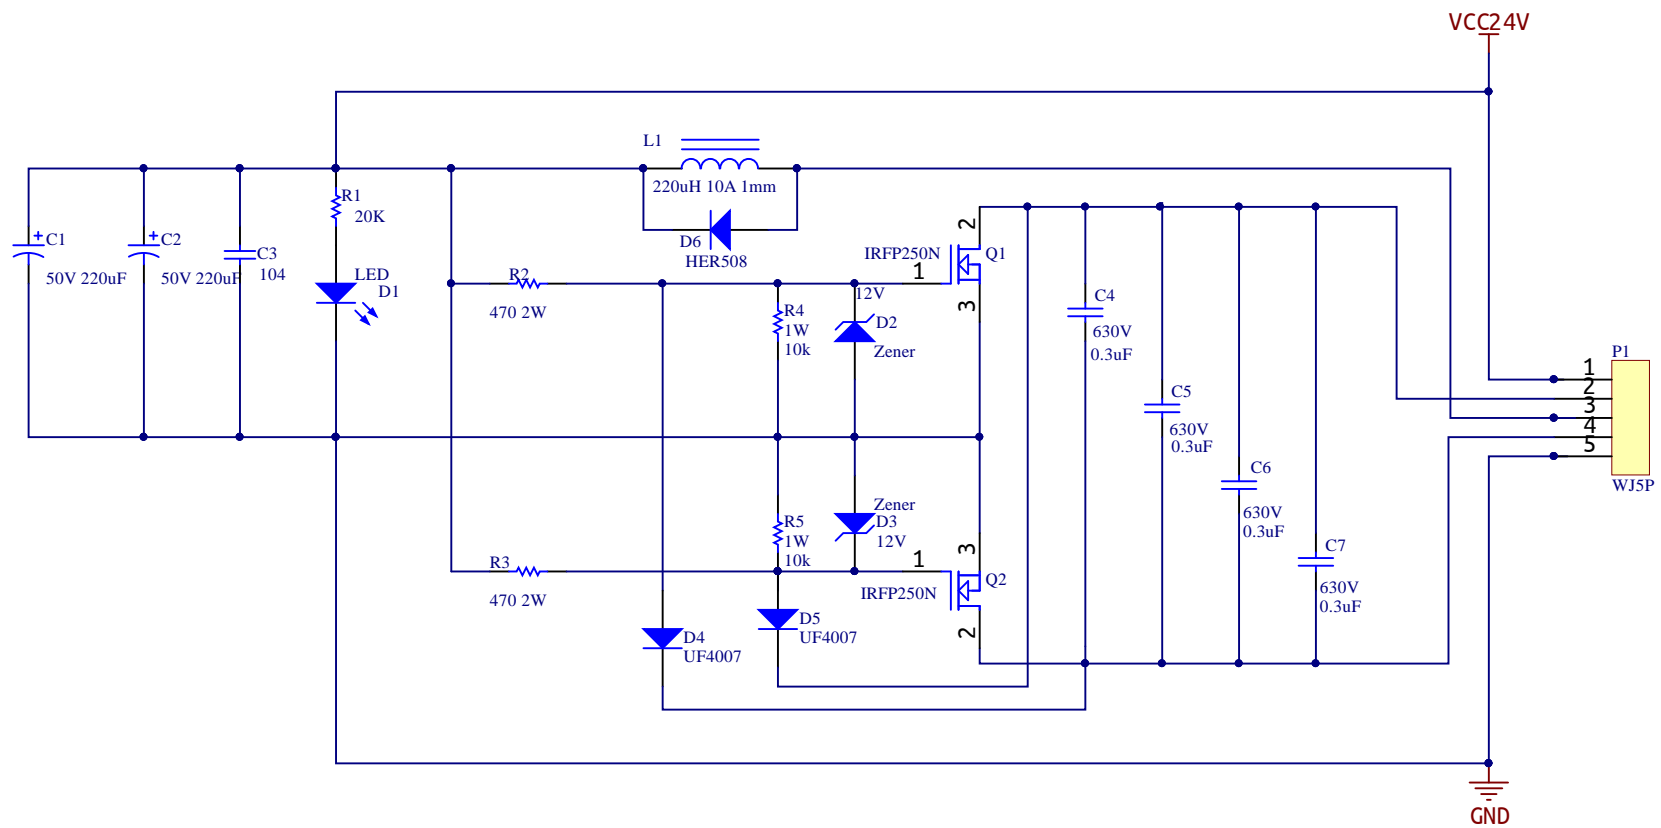 VCC24V
L1
220uH 10A 1mm
D6
HER508
R1
20K
C1
50V 220uF
C2
50V 220uF
C3
104
LED
D1
R2
470 2W
IRFP250N
Q1
2
1
3
12V
D2
Zener
R4
1W
10k
C4
630V
0.3uF
C5
630V
0.3uF
C6
630V
0.3uF
C7
630V
0.3uF
P1
1
2
3
4
5
WJ5P
Zener
D3
12V
R5
1W
10k
R3
470 2W
1
3
2
Q2
IRFP250N
D5
UF4007
D4
UF4007
GND